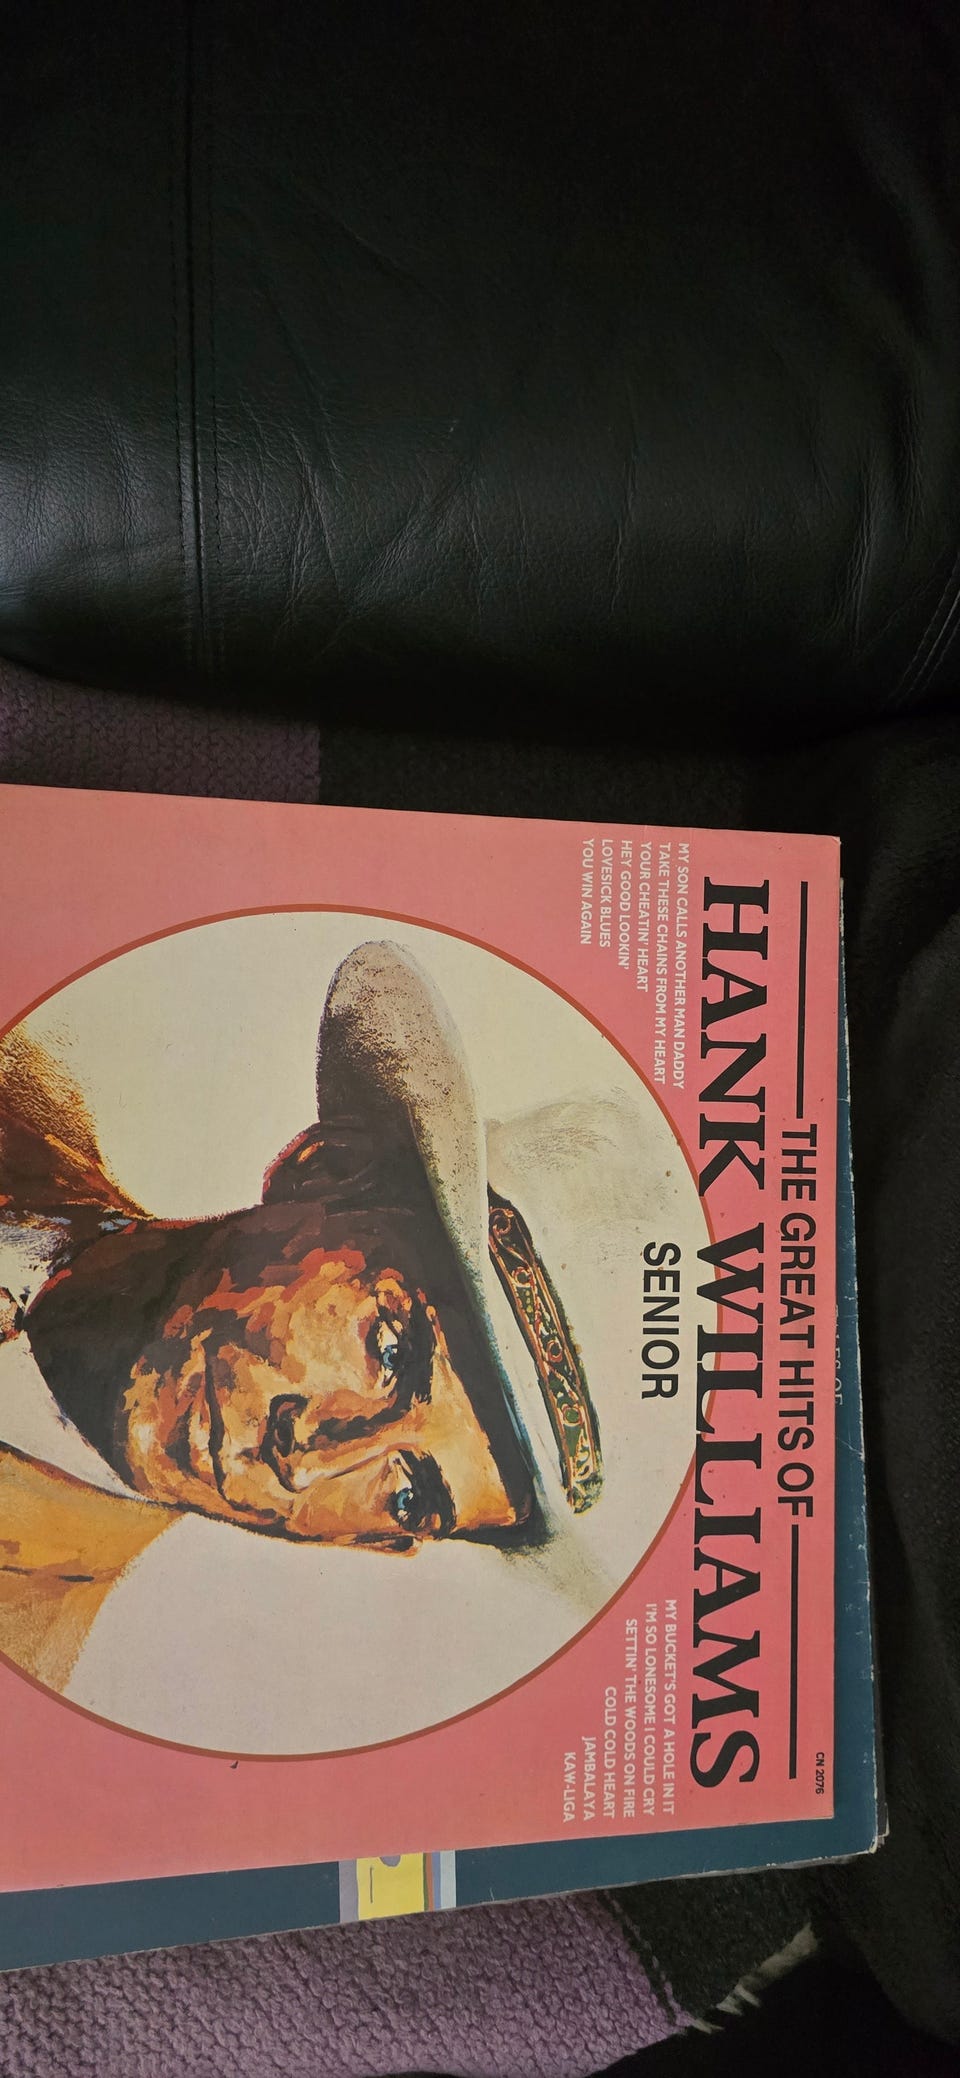 CN 2076
THE GREAT HITS OF
HANK WILLIAMS
SENIOR
MY SON CALLS ANOTHER MAN DADDY
TAKE THESE CHAINS FROM MY HEART
YOUR CHEATIN' HEART
HEY GOOD LOOKIN'
LOVESICK BLUES
YOU WIN AGAIN
MY BUCKET'S GOT A HOLE IN IT
I'M SO LONESOME I COULD CRY
SETTIN' THE WOODS ON FIRE
COLD COLD HEART
JAMBALAYA
KAW-LIGA